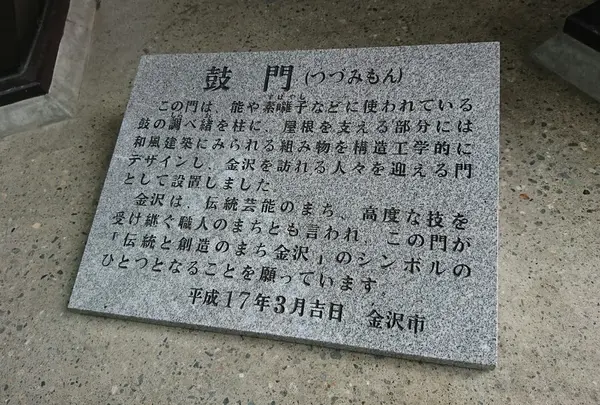 鼓門(つづみもん)
この門は、能や素囃子などに使われている
鼓の調べ緒を柱に、屋根を支える部分には
和風建築にみられる組み物を構造工学的に
デザインし、金沢を訪れる人々を迎える門
として設置しました。
金沢は、伝統芸能のまち、高度な技を
受け継ぐ職人のまちとも言われ、この門が
「伝統と創造のまち金沢」のシンボルの
ひとつとなることを願っています。
平成17年3月吉日 金沢市